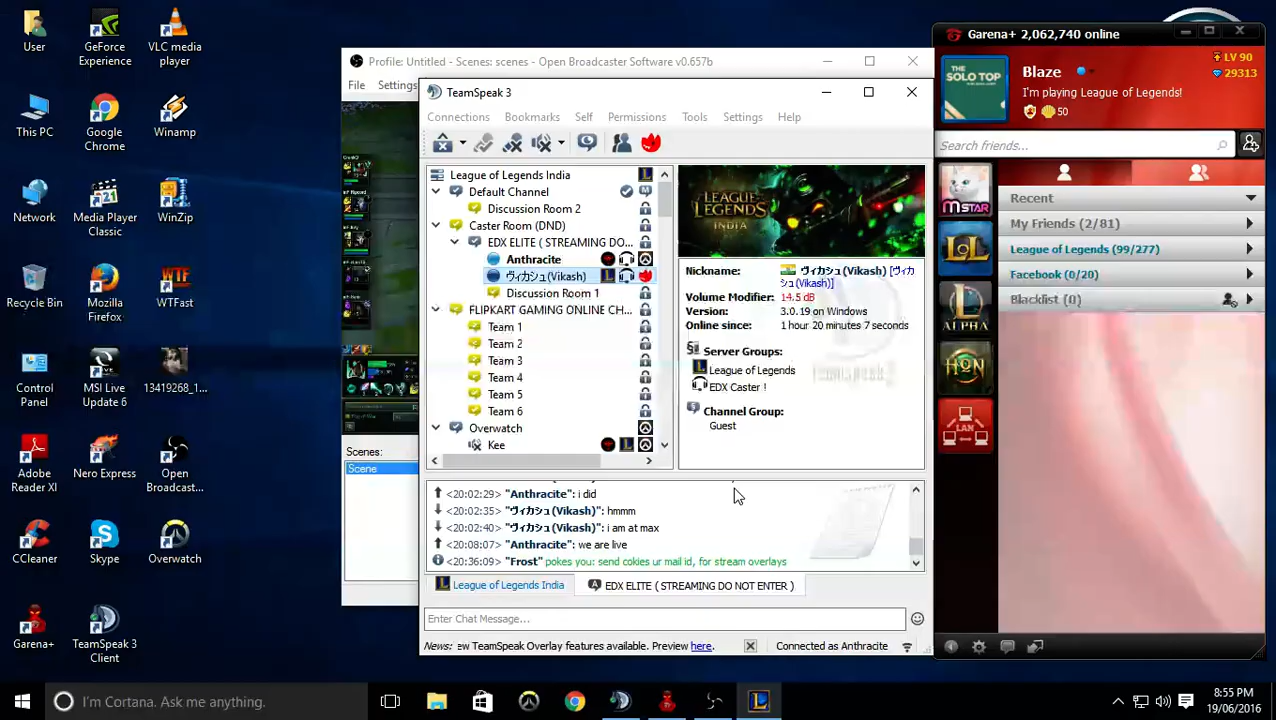 User
GeForce
Experience
VLC media
player
This PC
Google
Chrome
Winamp
Network
Media Player
Classic
WinZip
Recycle Bin
Mozilla
Firefox
WTF
WTFast
Control
Panel
MSI Live
Update 6
13419268_1...
Adobe
Reader XI
Nero Express
Open
Broadcast...
CCleaner
Skype
Overwatch
Garena+
TeamSpeak 3
Client
Profile: Untitled - Scenes: scenes - Open Broadcaster Software v0.657b
File Settings
Scenes:
Scene
TeamSpeak 3
Connections Bookmarks Self Permissions Tools Settings Help
League of Legends India
Default Channel
Discussion Room 2
Caster Room (DND)
EDX ELITE ( STREAMING DO...
Anthracite
ヴィカシュ(Vikash)
Discussion Room 1
FLIPKART GAMING ONLINE CH...
Team 1
Team 2
Team 3
Team 4
Team 5
Team 6
Overwatch
Kee
LEAGUE OF
LEGENDS
INDIA
Nickname: ヴィカシュ(Vikash) [ヴィカ
シュ(Vikash)]
Volume Modifier: 14.5 dB
Version: 3.0.19 on Windows
Online since: 1 hour 20 minutes 7 seconds
Server Groups:
League of Legends
EDX Caster !
Channel Group:
Guest
<20:02:29> "Anthracite": i did
<20:02:35> "ヴィカシュ(Vikash)": hmmm
<20:02:40> "ヴィカシュ(Vikash)": i am at max
<20:08:07> "Anthracite": we are live
<20:36:09> "Frost" pokes you: send cokies ur mail id, for stream overlays
League of Legends India
EDX ELITE ( STREAMING DO NOT ENTER )
Enter Chat Message...
News: ew TeamSpeak Overlay features available. Preview here.
Connected as Anthracite
Garena+ 2,062,740 online
THE
SOLO TOP
Blaze
LV 90
29313
I'm playing League of Legends!
50
Search friends...
MSTAR
LoL
ALPHA
HON
LAN
Recent
My Friends (2/81)
League of Legends (99/277)
Facebook (0/20)
Blacklist (0)
I'm Cortana. Ask me anything.
8:55 PM
19/06/2016